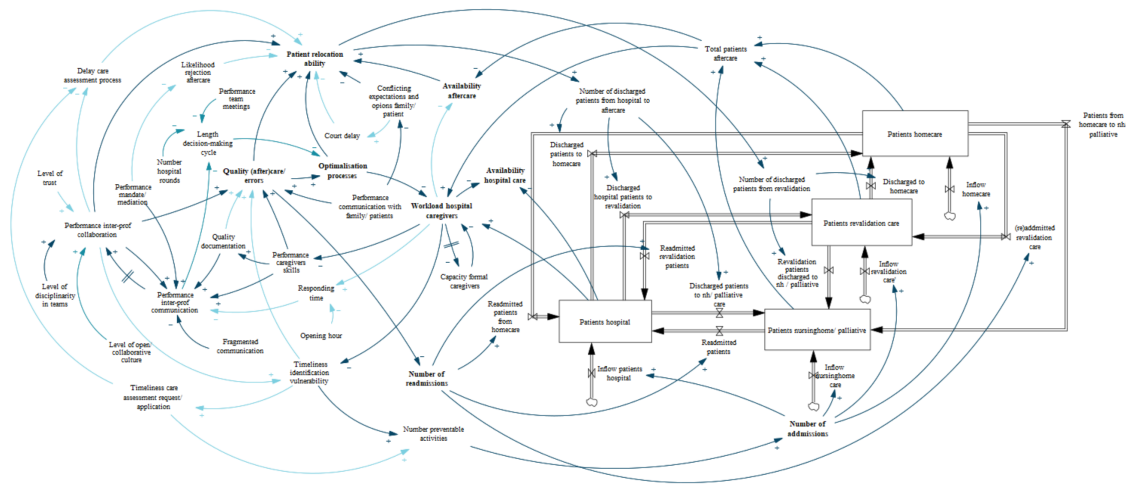 Patient relocation
ability
Total patients
aftercare
Delay care
assessment process
Likelihood
rejection
aftercare
Performance
team
meetings
Conflicting
expectations and
opions family/
patient
Availability
aftercare
Number of discharged
patients from hospital to
aftercare
Patients homecare
Patients from
homecare to nh
palliative
Length
decision-making
cycle
Court delay
Discharged
patients to
homecare
Level of
trust
Number
hospital
rounds
Quality (after)care/
errors
Optimalisation
processes
Availability
hospital care
Number of discharged
patients from revalidation
Discharged to
homecare
Inflow
homecare
Performance
mandate/
mediation
Performance
communication with
family/ patients
Workload hospital
caregivers
Discharged
hospital patients to
revalidation
Performance inter-prof
collaboration
Patients revalidation care
(re)addmitted
revalidation
care
Quality
documentation
Performance
caregivers
skills
Readmitted
revalidation
patients
Revalidation
patients
discharged to
nh / palliative
Inflow
revalidation
care
Level of
disciplinarity
in teams
Capacity formal
caregivers
Responding
time
Discharged patients
to nh/ palliative
care
Performance
inter-prof
communication
Readmitted
patients
from
homecare
Patients hospital
Patients nursinghome/ palliative
Opening hour
Level of open/
collaborative
culture
Fragmented
communication
Readmitted
patients
Timeliness
identification
vulnerability
Number of
readmissions
Inflow patients
hospital
Inflow
nursinghome
care
Timeliness care
assessment request/
application
Number preventable
activities
Number of
addmissions